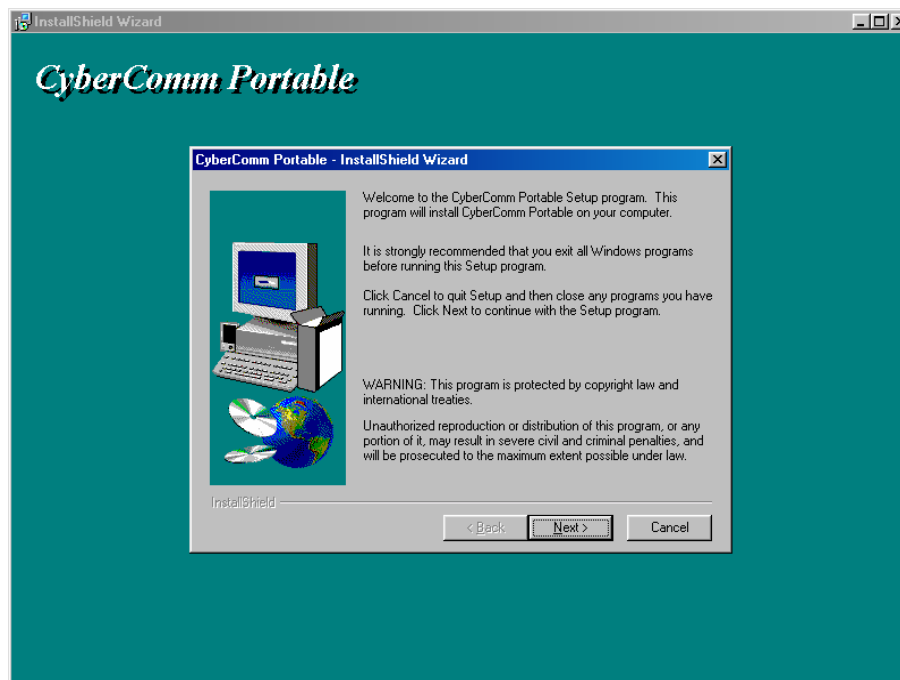 InstallShield Wizard
CyberComm Portable
CyberComm Portable - InstallShield Wizard
Welcome to the CyberComm Portable Setup program.  This
program will install CyberComm Portable on your computer.
It is strongly recommended that you exit all Windows programs
before running this Setup program.
Click Cancel to quit Setup and then close any programs you have
running.  Click Next to continue with the Setup program.
WARNING: This program is protected by copyright law and
international treaties.
Unauthorized reproduction or distribution of this program, or any
portion of it, may result in severe civil and criminal penalties, and
will be prosecuted to the maximum extent possible under law.
InstallShield
< Back Next > Cancel